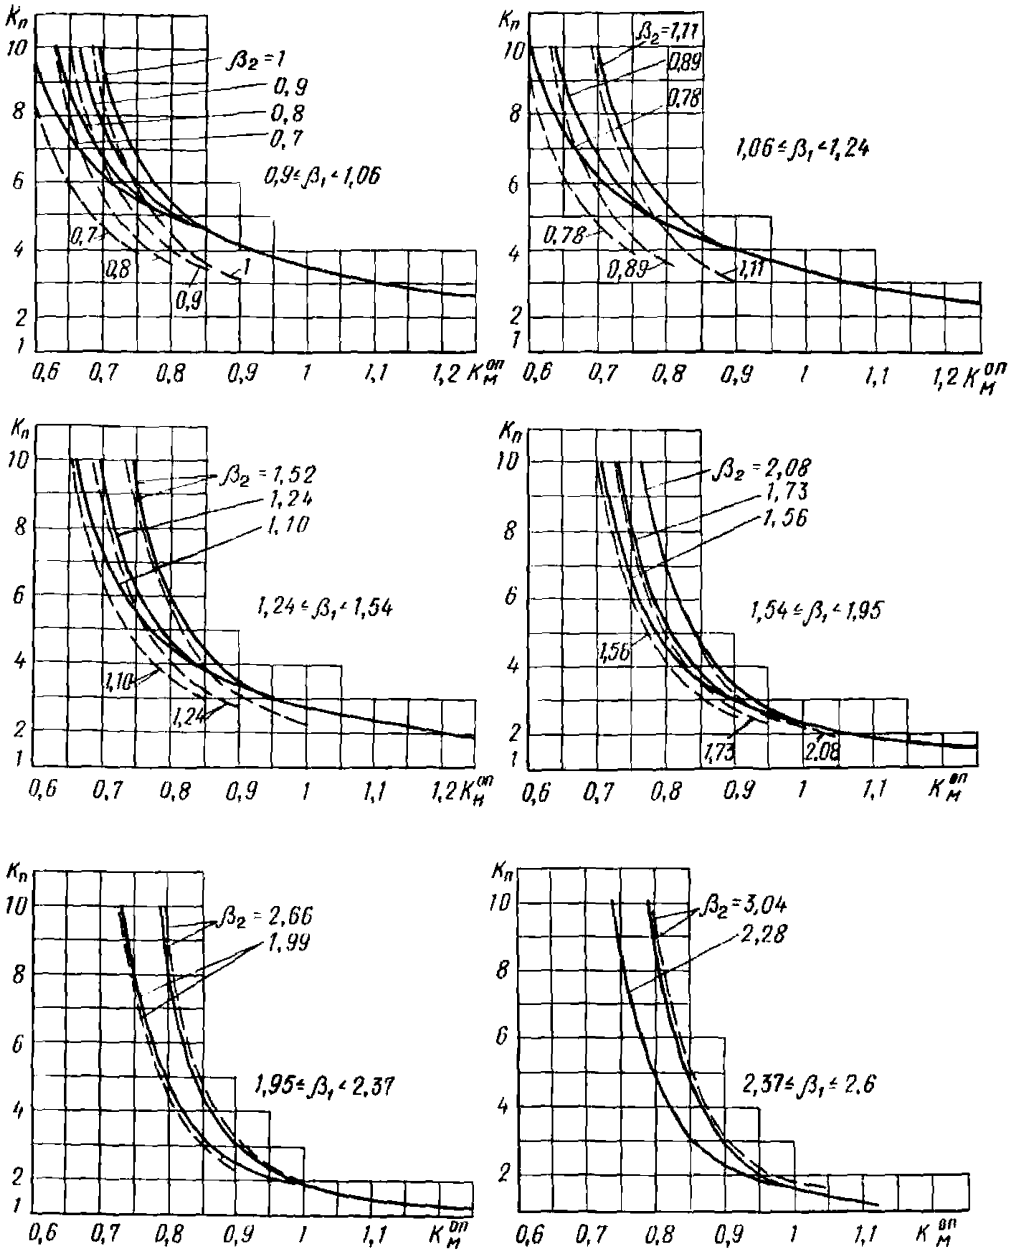 Kп
10
8
6
4
2
1
β₂=1
0,9
0,8
0,7
0,9≤β₁<1,06
0,7
0,8
0,9
1
0,6 0,7 0,8 0,9 1 1,1 1,2 Kм^оп
Kп
10
8
6
4
2
1
β₂=1,11
0,89
0,78
1,06≤β₁<1,24
0,78
0,89
1,11
0,6 0,7 0,8 0,9 1 1,1 1,2 Kм^оп
Kп
10
8
6
4
2
1
β₂=1,52
1,24
1,10
1,24≤β₁<1,54
1,10
1,24
0,6 0,7 0,8 0,9 1 1,1 1,2 Kн^оп
Kп
10
8
6
4
2
1
β₂=2,08
1,73
1,56
1,54≤β₁<1,95
1,56
1,73
2.08
0,6 0,7 0,8 0,9 1 1,1 Kм^оп
Kп
10
8
6
4
2
1
β₂=2,66
1,99
1,95≤β₁<2,37
0,6 0,7 0,8 0,9 1 1,1 Kм^оп
Kп
10
8
6
4
2
β₂=3,04
2,28
2,37≤β₁≤2,6
0,6 0,7 0,8 0,9 1 1,1 Kм^оп